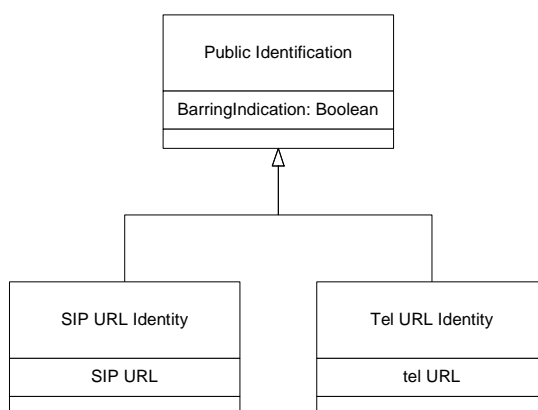 Public Identification
BarringIndication: Boolean
SIP URL Identity
SIP URL
Tel URL Identity
tel URL